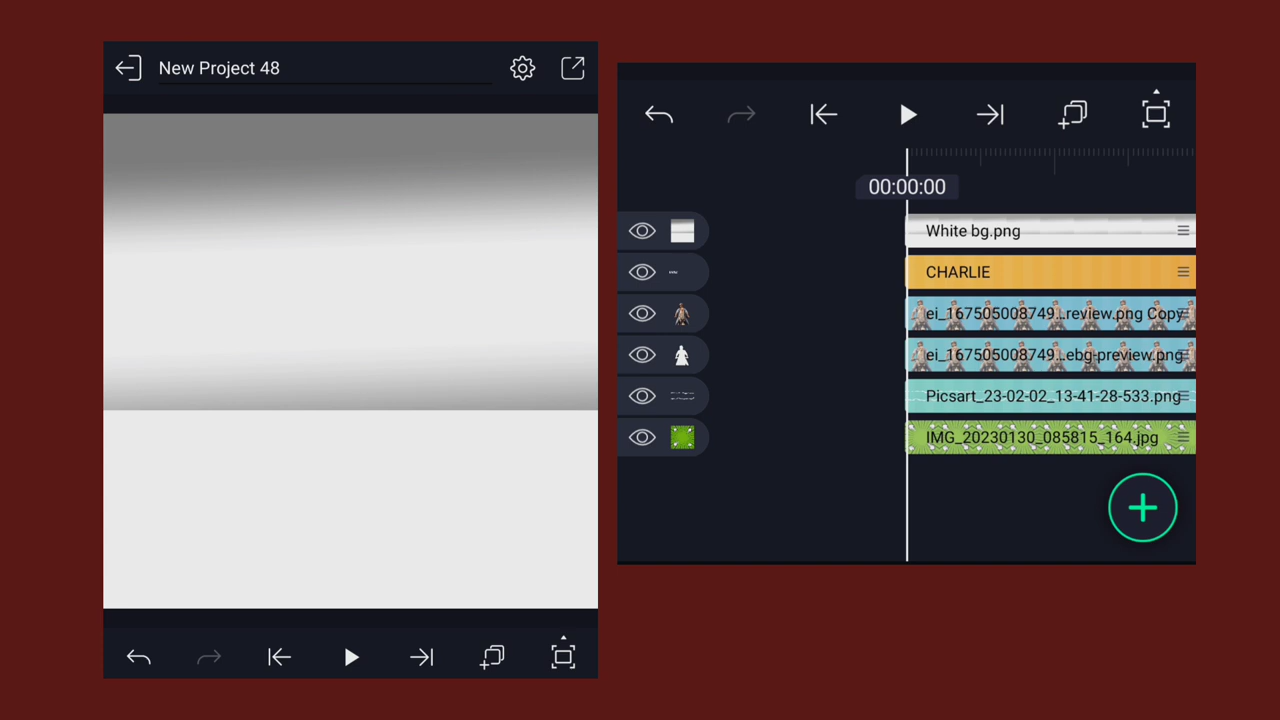 New Project 48
00:00:00
White bg.png
CHARLIE
ei_167505008749...review.png Copy
ei_167505008749...ebg-preview.png
Picsart_23-02-02_13-41-28-533.png
IMG_20230130_085815_164.jpg